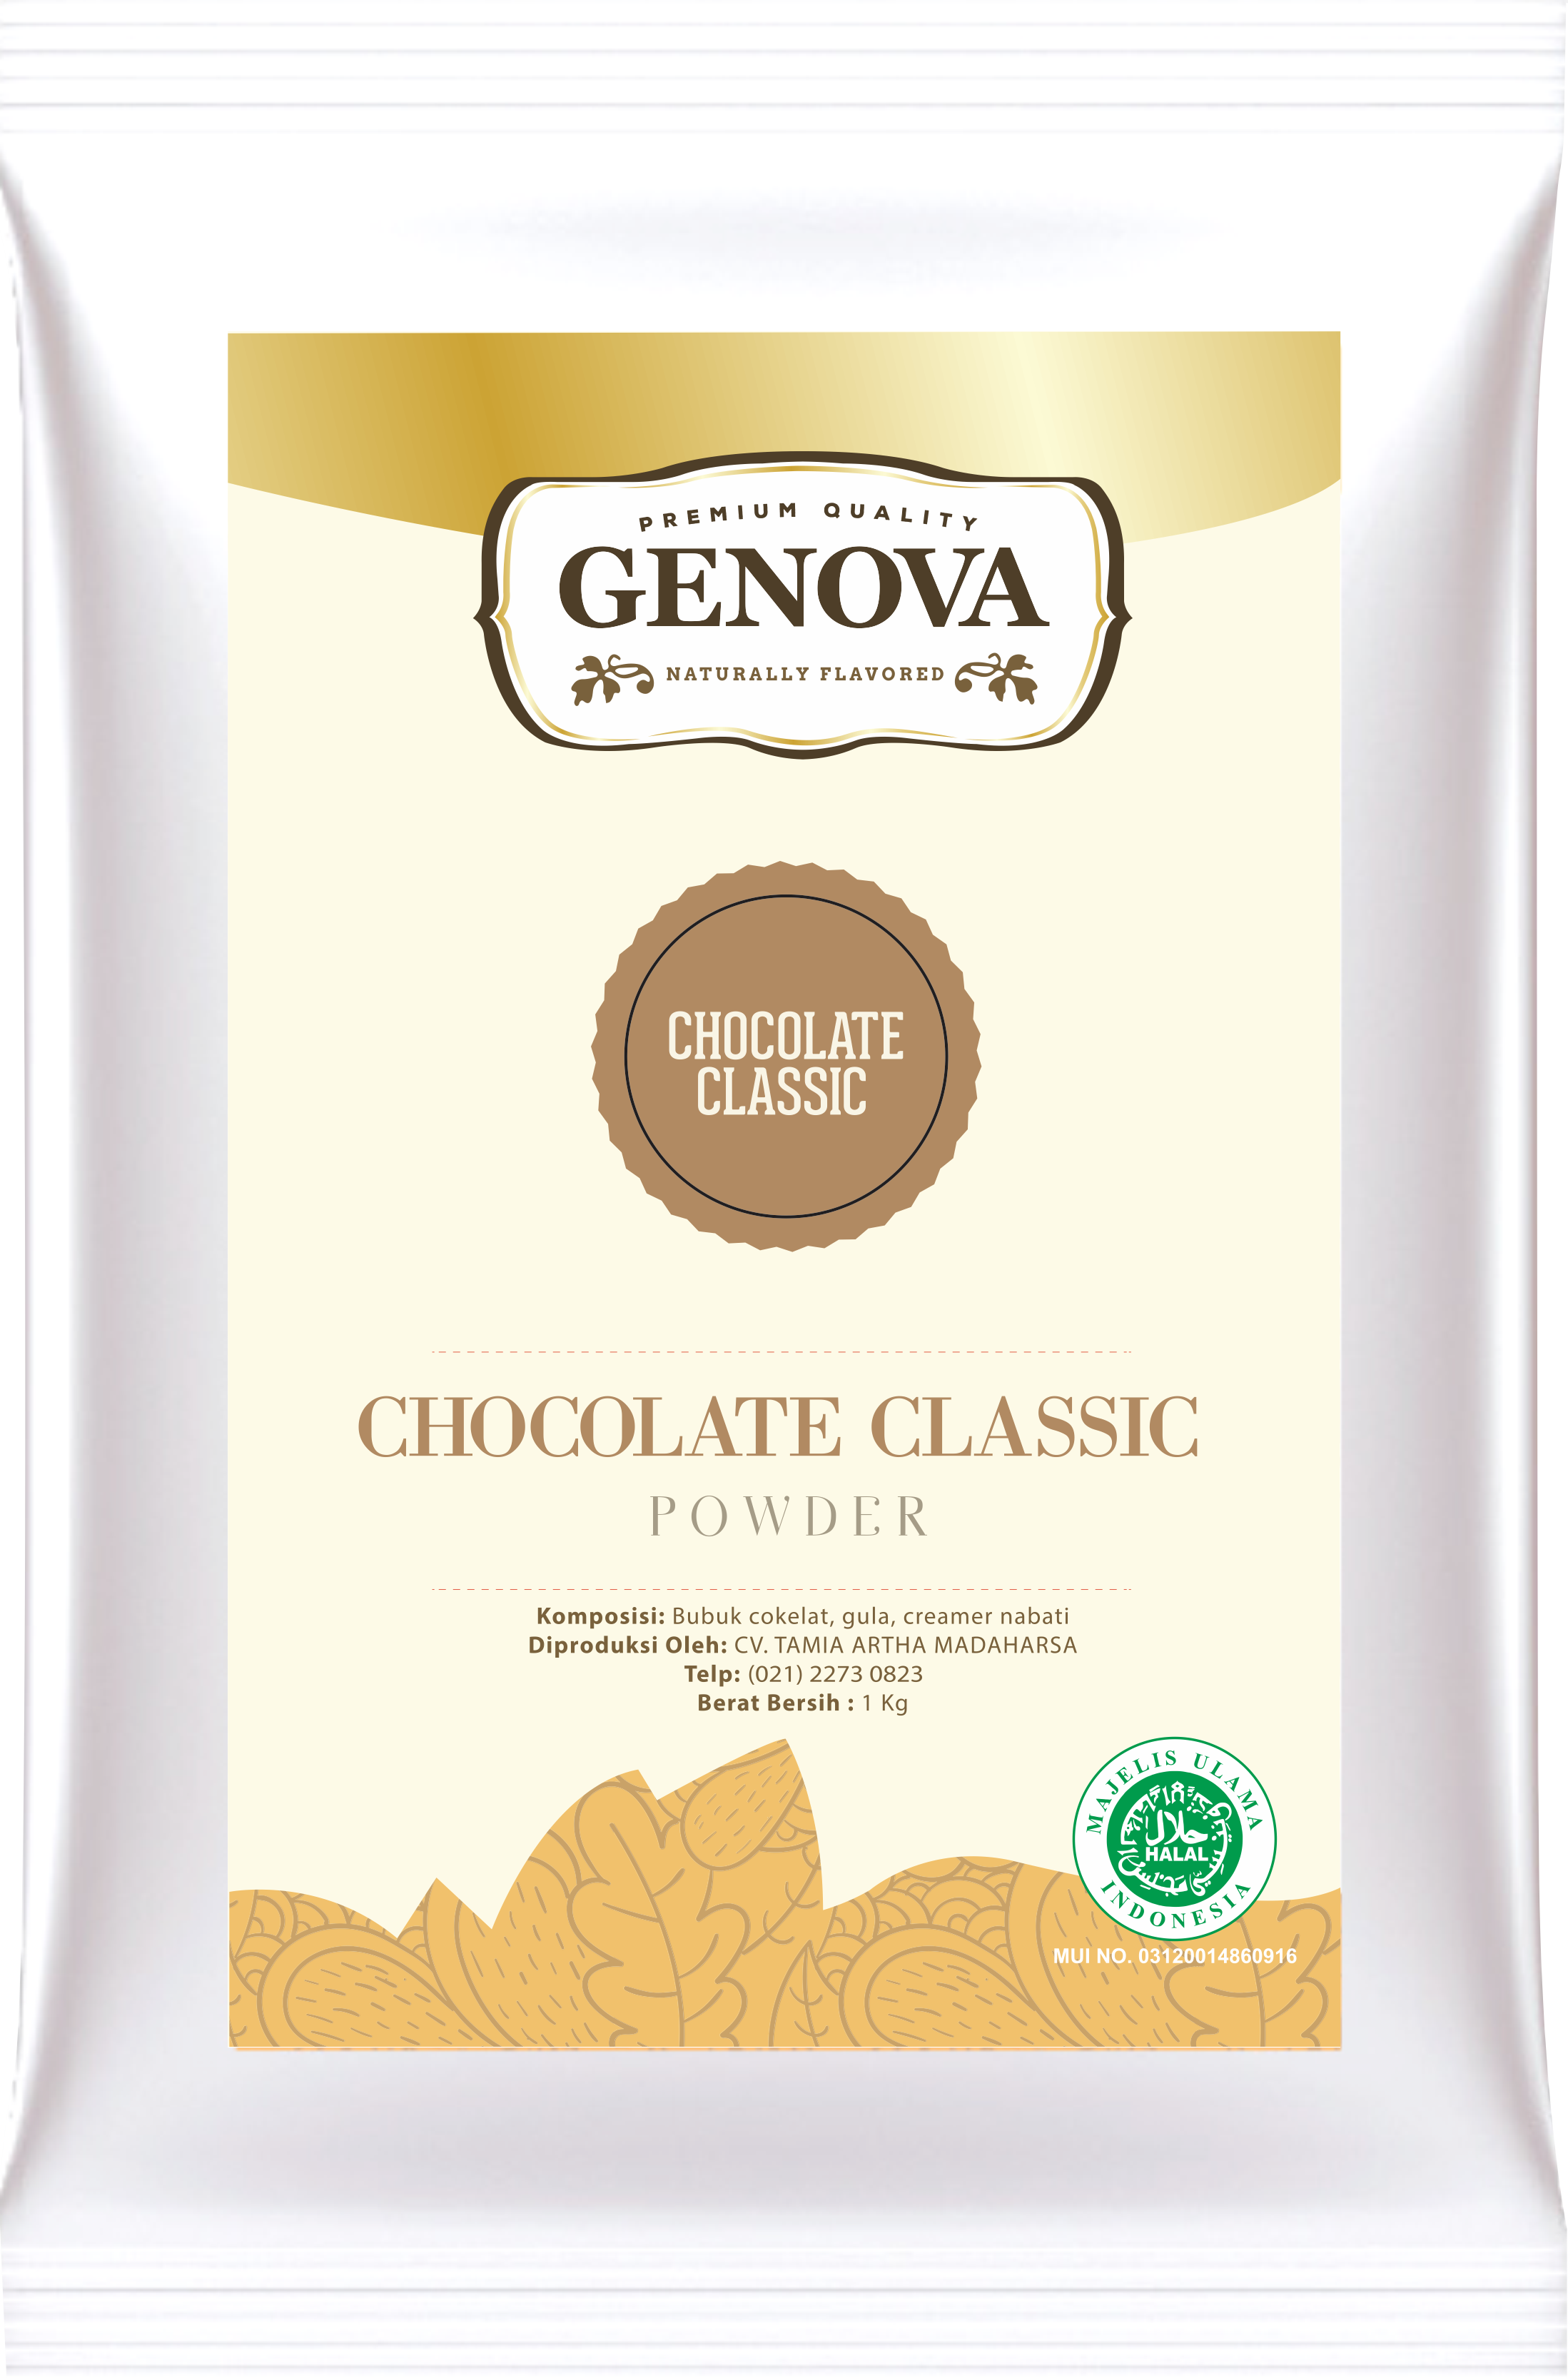 PREMIUM QUALITY
GENOVA
NATURALLY FLAVORED
CHOCOLATE
CLASSIC
CHOCOLATE CLASSIC
POWDER
Komposisi: Bubuk cokelat, gula, creamer nabati
Diproduksi Oleh: CV. TAMIA ARTHA MADAHARSA
Telp: (021) 2273 0823
Berat Bersih : 1 Kg
MAJELIS ULAMA
حلال
HALAL
INDONESIA
MUI NO. 03120014860916